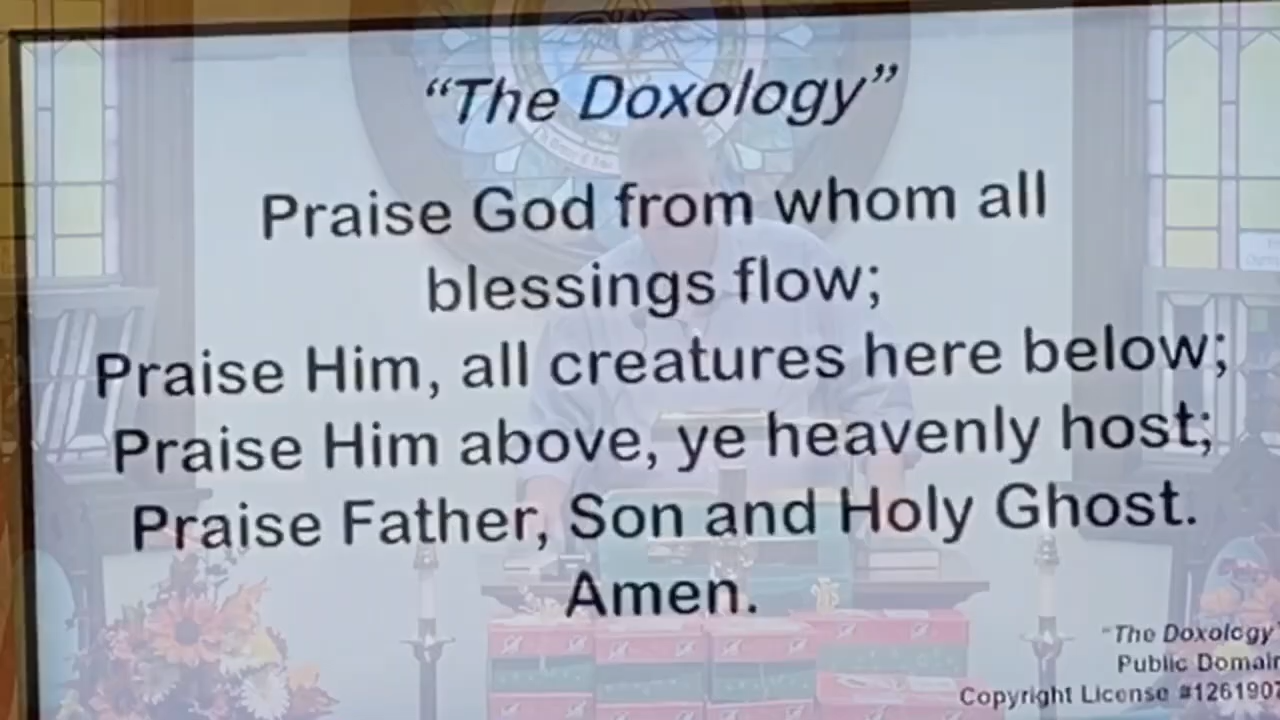 “The Doxology”
Praise God from whom all
blessings flow;
Praise Him, all creatures here below;
Praise Him above, ye heavenly host;
Praise Father, Son and Holy Ghost.
Amen.
"The Doxology"
Public Domain
Copyright License #1261907